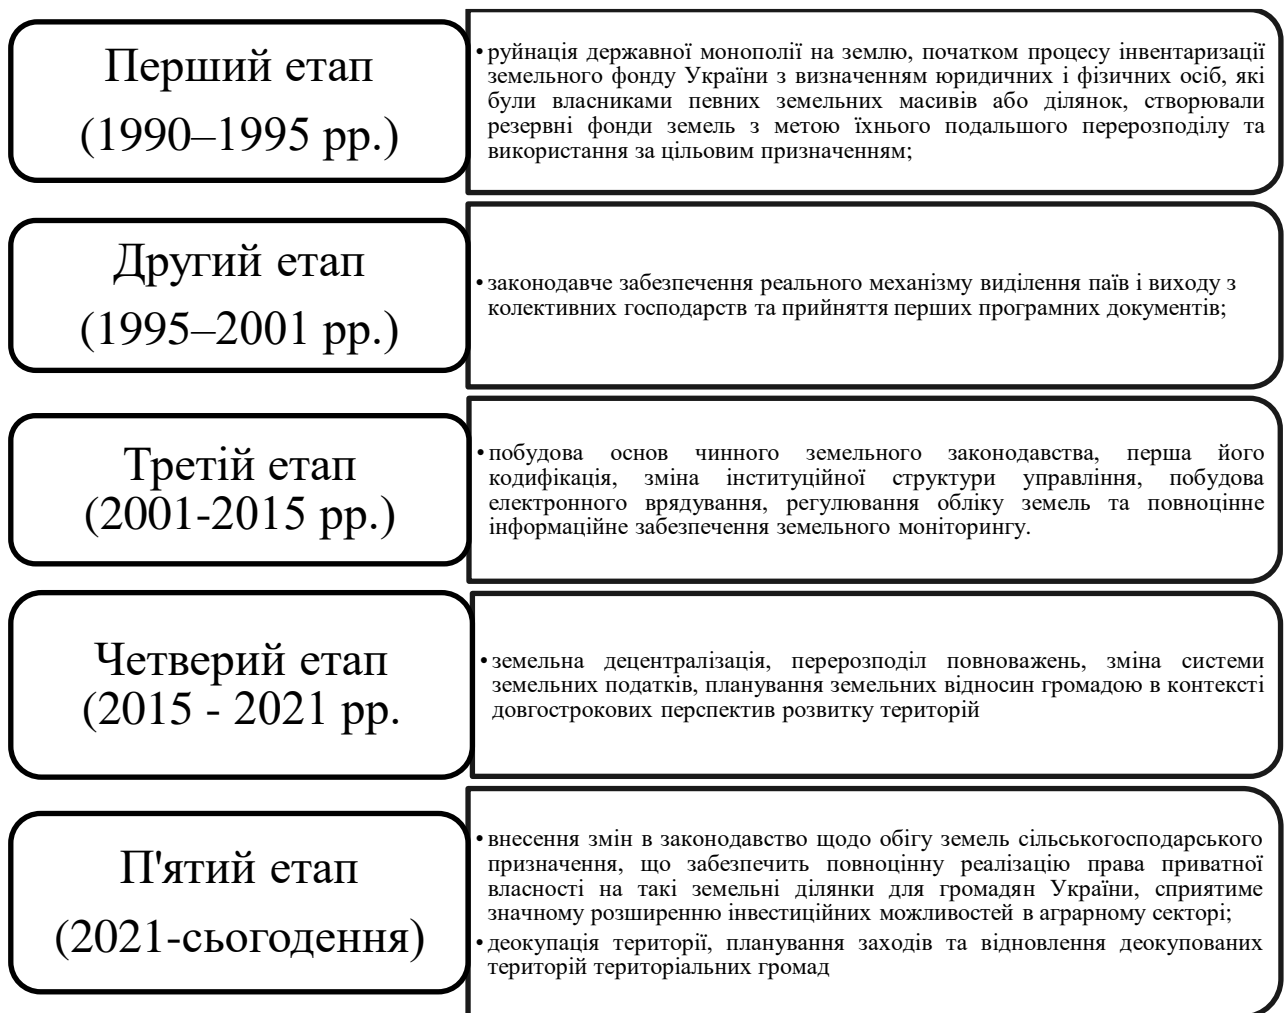 Перший етап
(1990–1995 рр.)
• руйнація державної монополії на землю, початком процесу інвентаризації
земельного фонду України з визначенням юридичних і фізичних осіб, які
були власниками певних земельних масивів або ділянок, створювали
резервні фонди земель з метою їхнього подальшого перерозподілу та
використання за цільовим призначенням;
Другий етап
(1995–2001 рр.)
• законодавче забезпечення реального механізму виділення паїв і виходу з
колективних господарств та прийняття перших програмних документів;
Третій етап
(2001-2015 рр.)
• побудова основ чинного земельного законодавства, перша його
кодифікація, зміна інституційної структури управління, побудова
електронного врядування, регулювання обліку земель та повноцінне
інформаційне забезпечення земельного моніторингу.
Четверий етап
(2015 - 2021 рр.
• земельна децентралізація, перерозподіл повноважень, зміна системи
земельних податків, планування земельних відносин громадою в контексті
довгострокових перспектив розвитку територій
П'ятий етап
(2021-сьогодення)
• внесення змін в законодавство щодо обігу земель сільськогосподарського
призначення, що забезпечить повноцінну реалізацію права приватної
власності на такі земельні ділянки для громадян України, сприятиме
значному розширенню інвестиційних можливостей в аграрному секторі;
• деокупація території, планування заходів та відновлення деокупованих
територій територіальних громад